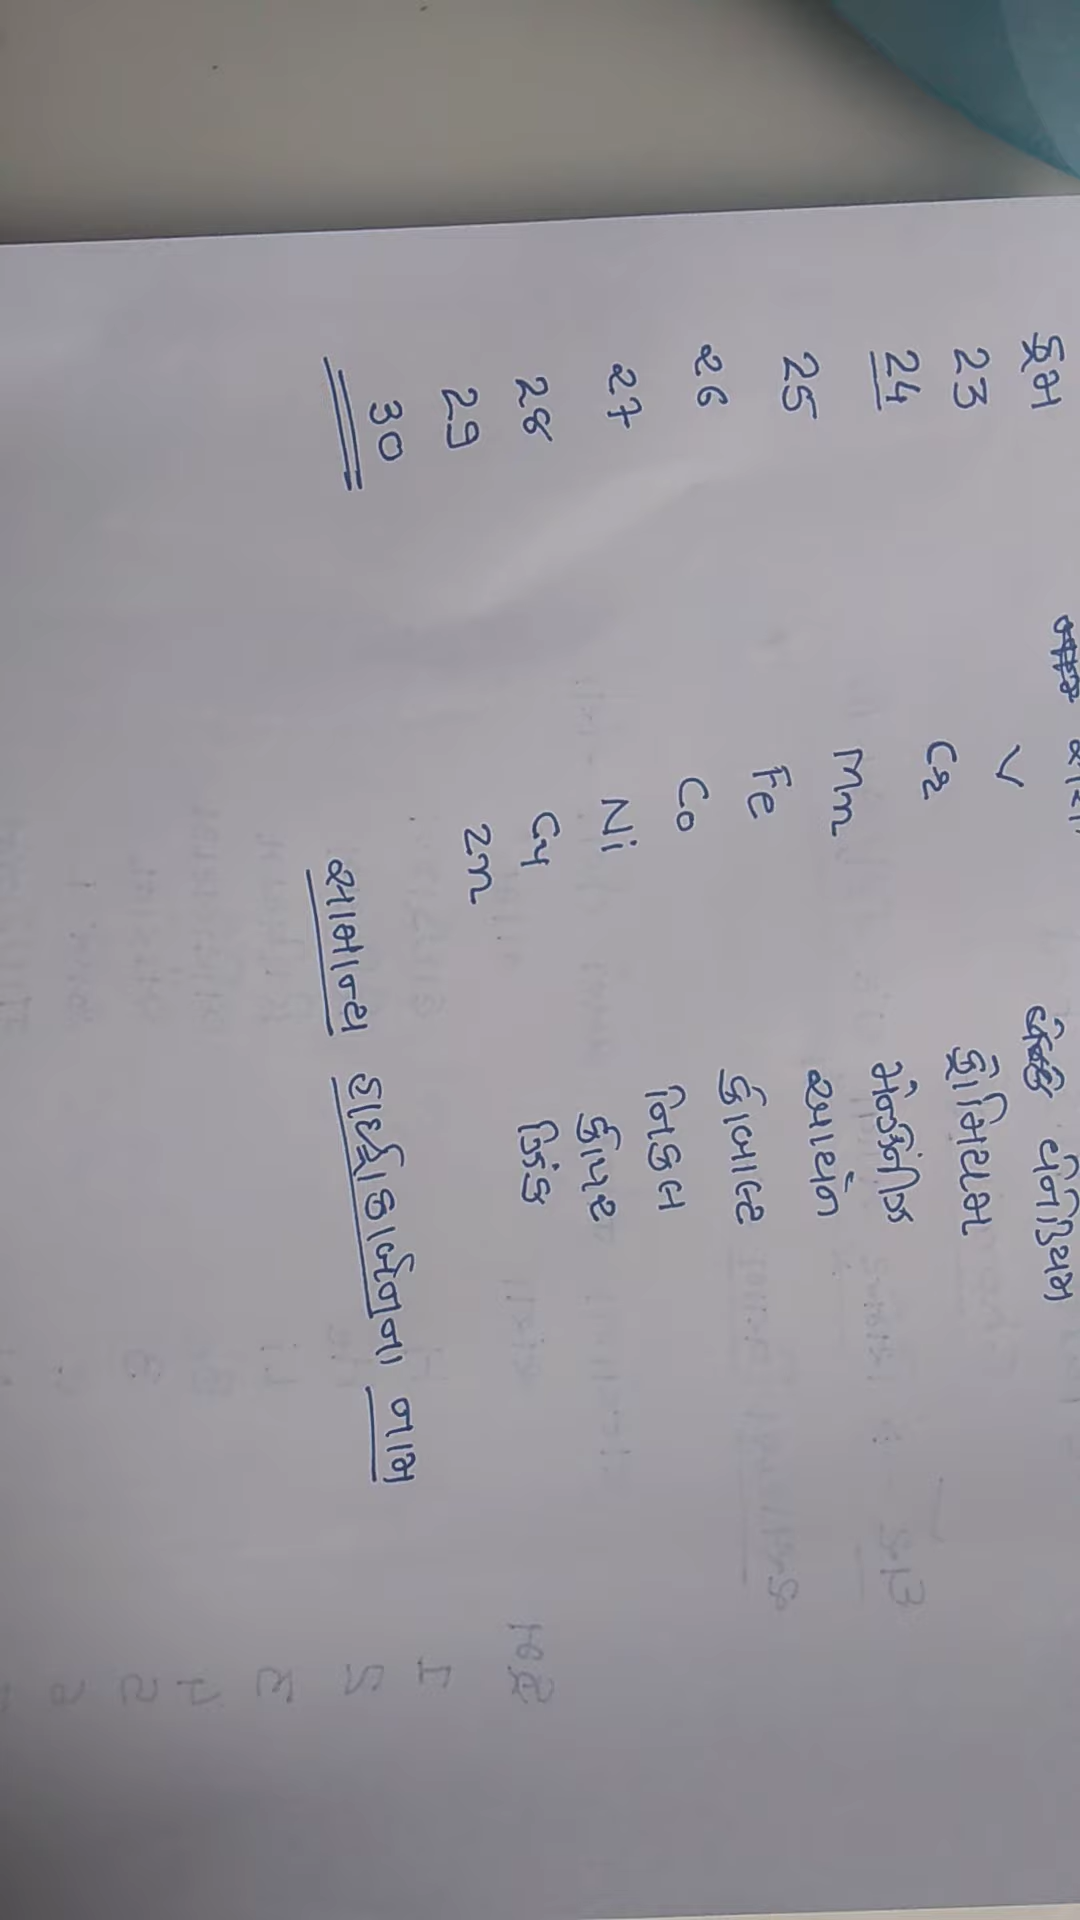 ક્રમ
23 V વેનેડિયમ
24 Cr ક્રોમિયમ
25 Mn મેન્ગેનીઝ
26 Fe આયર્ન
27 Co કોબાલ્ટ
28 Ni નિકલ
29 Cu કોપર
30 Zn ઝિંક
સામાન્ય હાઈડ્રોકાર્બનના નામ